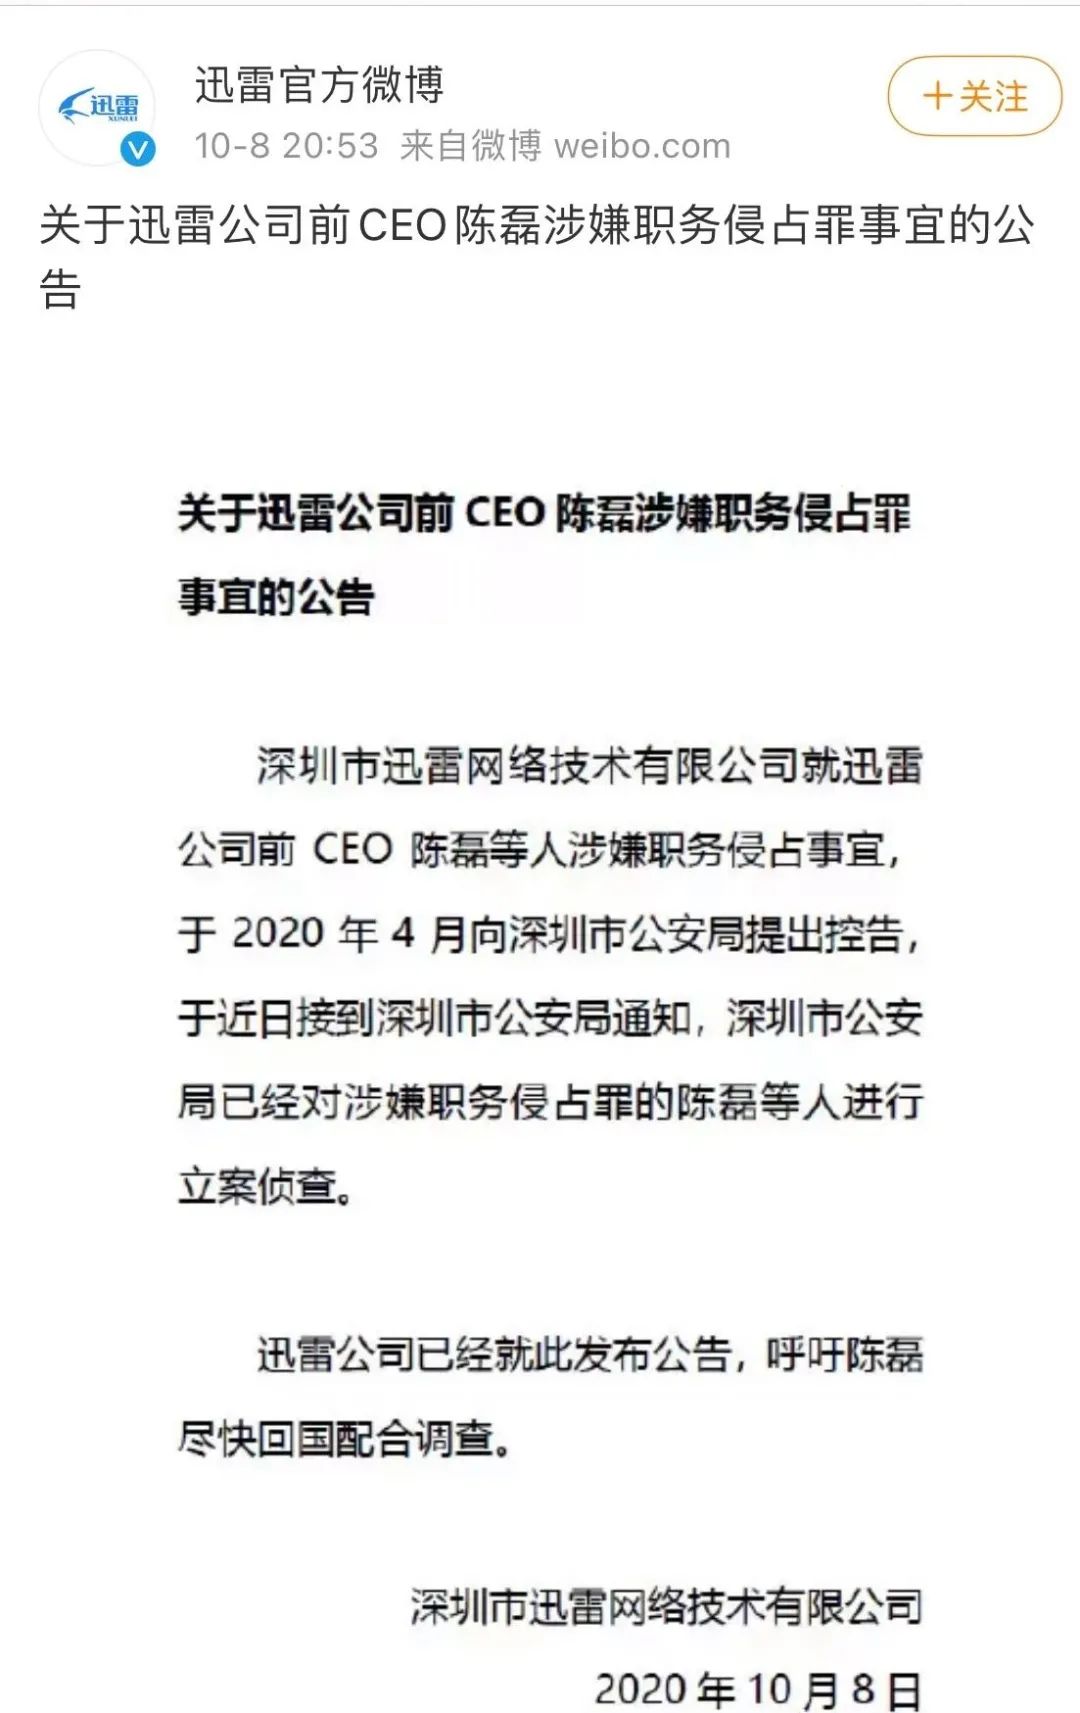 迅雷
XUNLEI
迅雷官方微博
+关注
10-8 20:53 来自微博 weibo.com
关于迅雷公司前CEO陈磊涉嫌职务侵占罪事宜的公
告
关于迅雷公司前 CEO 陈磊涉嫌职务侵占罪
事宜的公告
深圳市迅雷网络技术有限公司就迅雷
公司前 CEO 陈磊等人涉嫌职务侵占事宜，
于 2020 年 4 月向深圳市公安局提出控告，
于近日接到深圳市公安局通知，深圳市公安
局已经对涉嫌职务侵占罪的陈磊等人进行
立案侦查。
迅雷公司已经就此发布公告，呼吁陈磊
尽快回国配合调查。
深圳市迅雷网络技术有限公司
2020 年 10 月 8 日